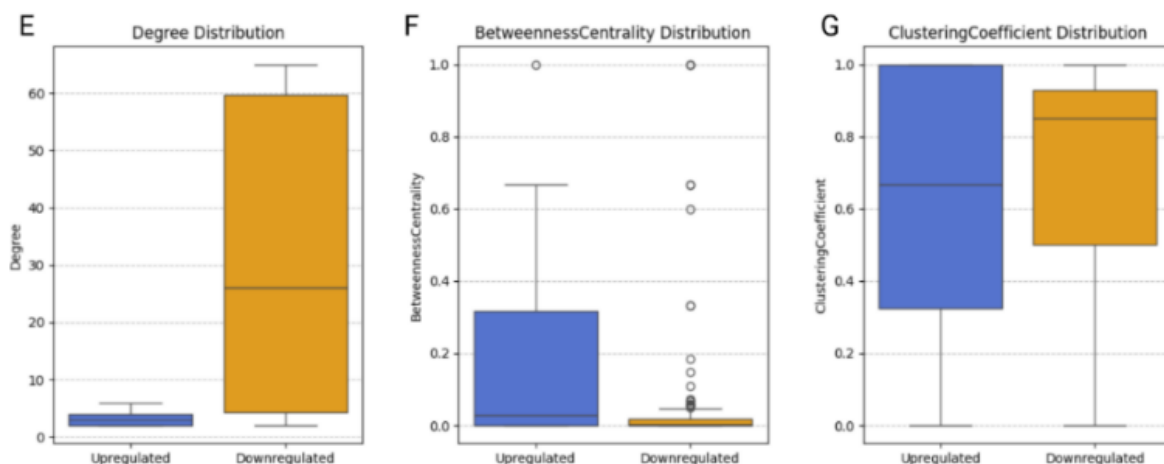 E
Degree Distribution
Degree
60
50
40
30
20
10
0
Upregulated
Downregulated
F
BetweennessCentrality Distribution
BetweennessCentrality
1.0
0.8
0.6
0.4
0.2
0.0
Upregulated
Downregulated
G
ClusteringCoefficient Distribution
ClusteringCoefficient
1.0
0.8
0.6
0.4
0.2
0.0
Upregulated
Downregulated